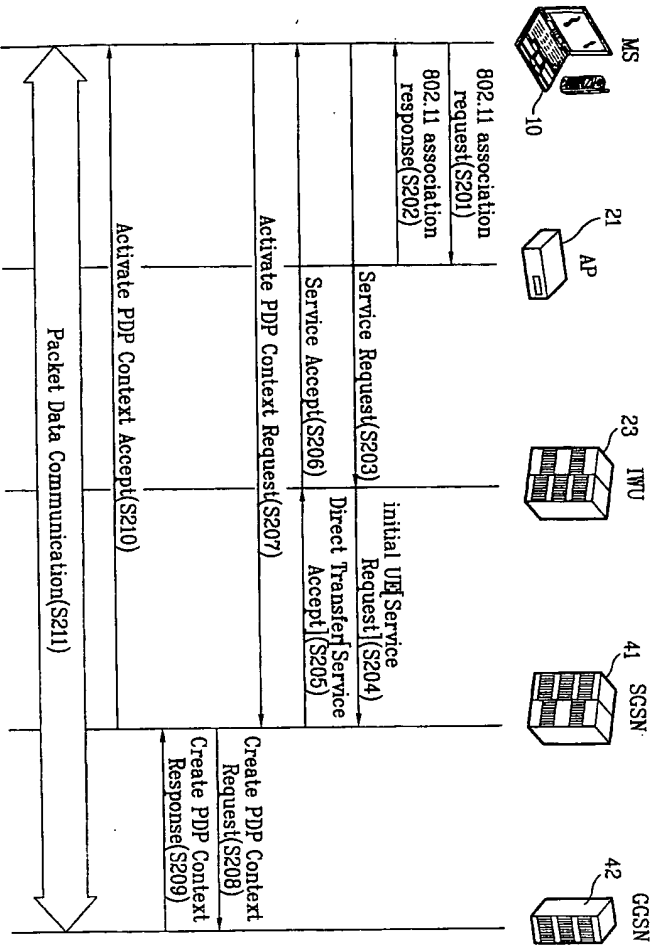 MS
10
21
AP
23
IWU
41
SGSN
42
GGSN
802.11 association
request(S201)
802.11 association
response(S202)
Service Request(S203)
initial UE[Service
Request](S204)
Direct Transfer[Service
Accept](S205)
Service Accept(S206)
Activate PDP Context Request(S207)
Create PDP Context
Request(S208)
Create PDP Context
Response(S209)
Activate PDP Context Accept(S210)
Packet Data Communication(S211)